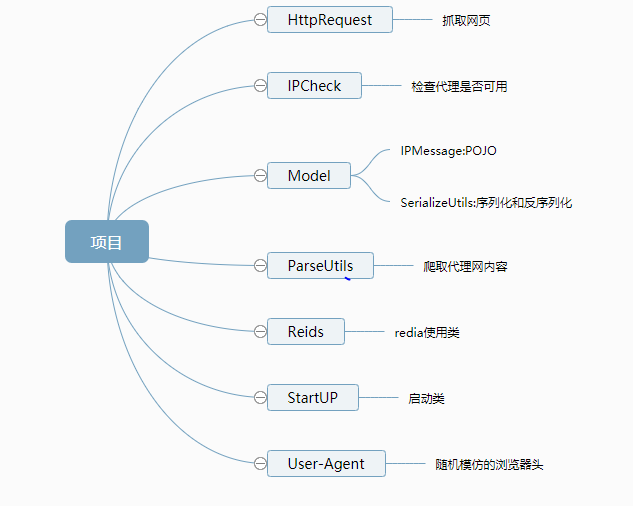 项目
HttpRequest
抓取网页
IPCheck
检查代理是否可用
Model
IPMessage:POJO
SerializeUtils:序列化和反序列化
ParseUtils
爬取代理网内容
Reids
redia使用类
StartUP
启动类
User-Agent
随机模仿的浏览器头